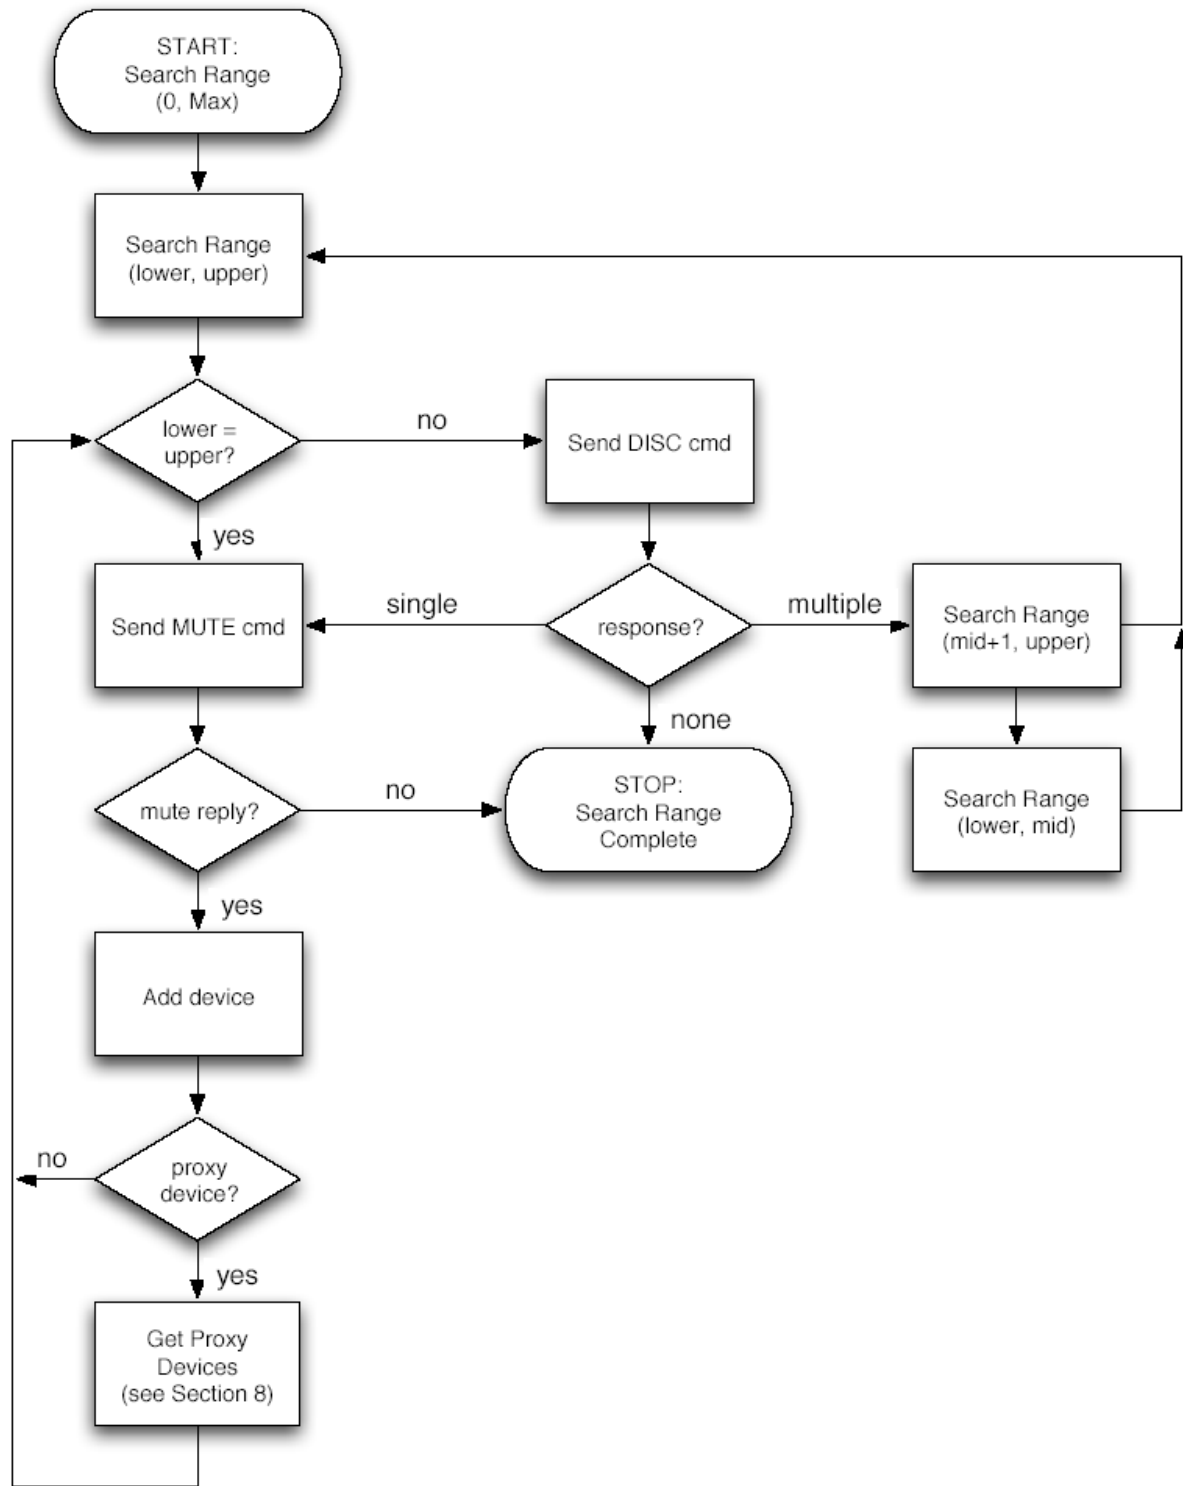 START:
Search Range
(0, Max)
Search Range
(lower, upper)
lower =
upper?
no
Send DISC cmd
yes
Send MUTE cmd
single
response?
multiple
Search Range
(mid+1, upper)
none
mute reply?
no
STOP:
Search Range
Complete
Search Range
(lower, mid)
yes
Add device
no
proxy
device?
yes
Get Proxy
Devices
(see Section 8)